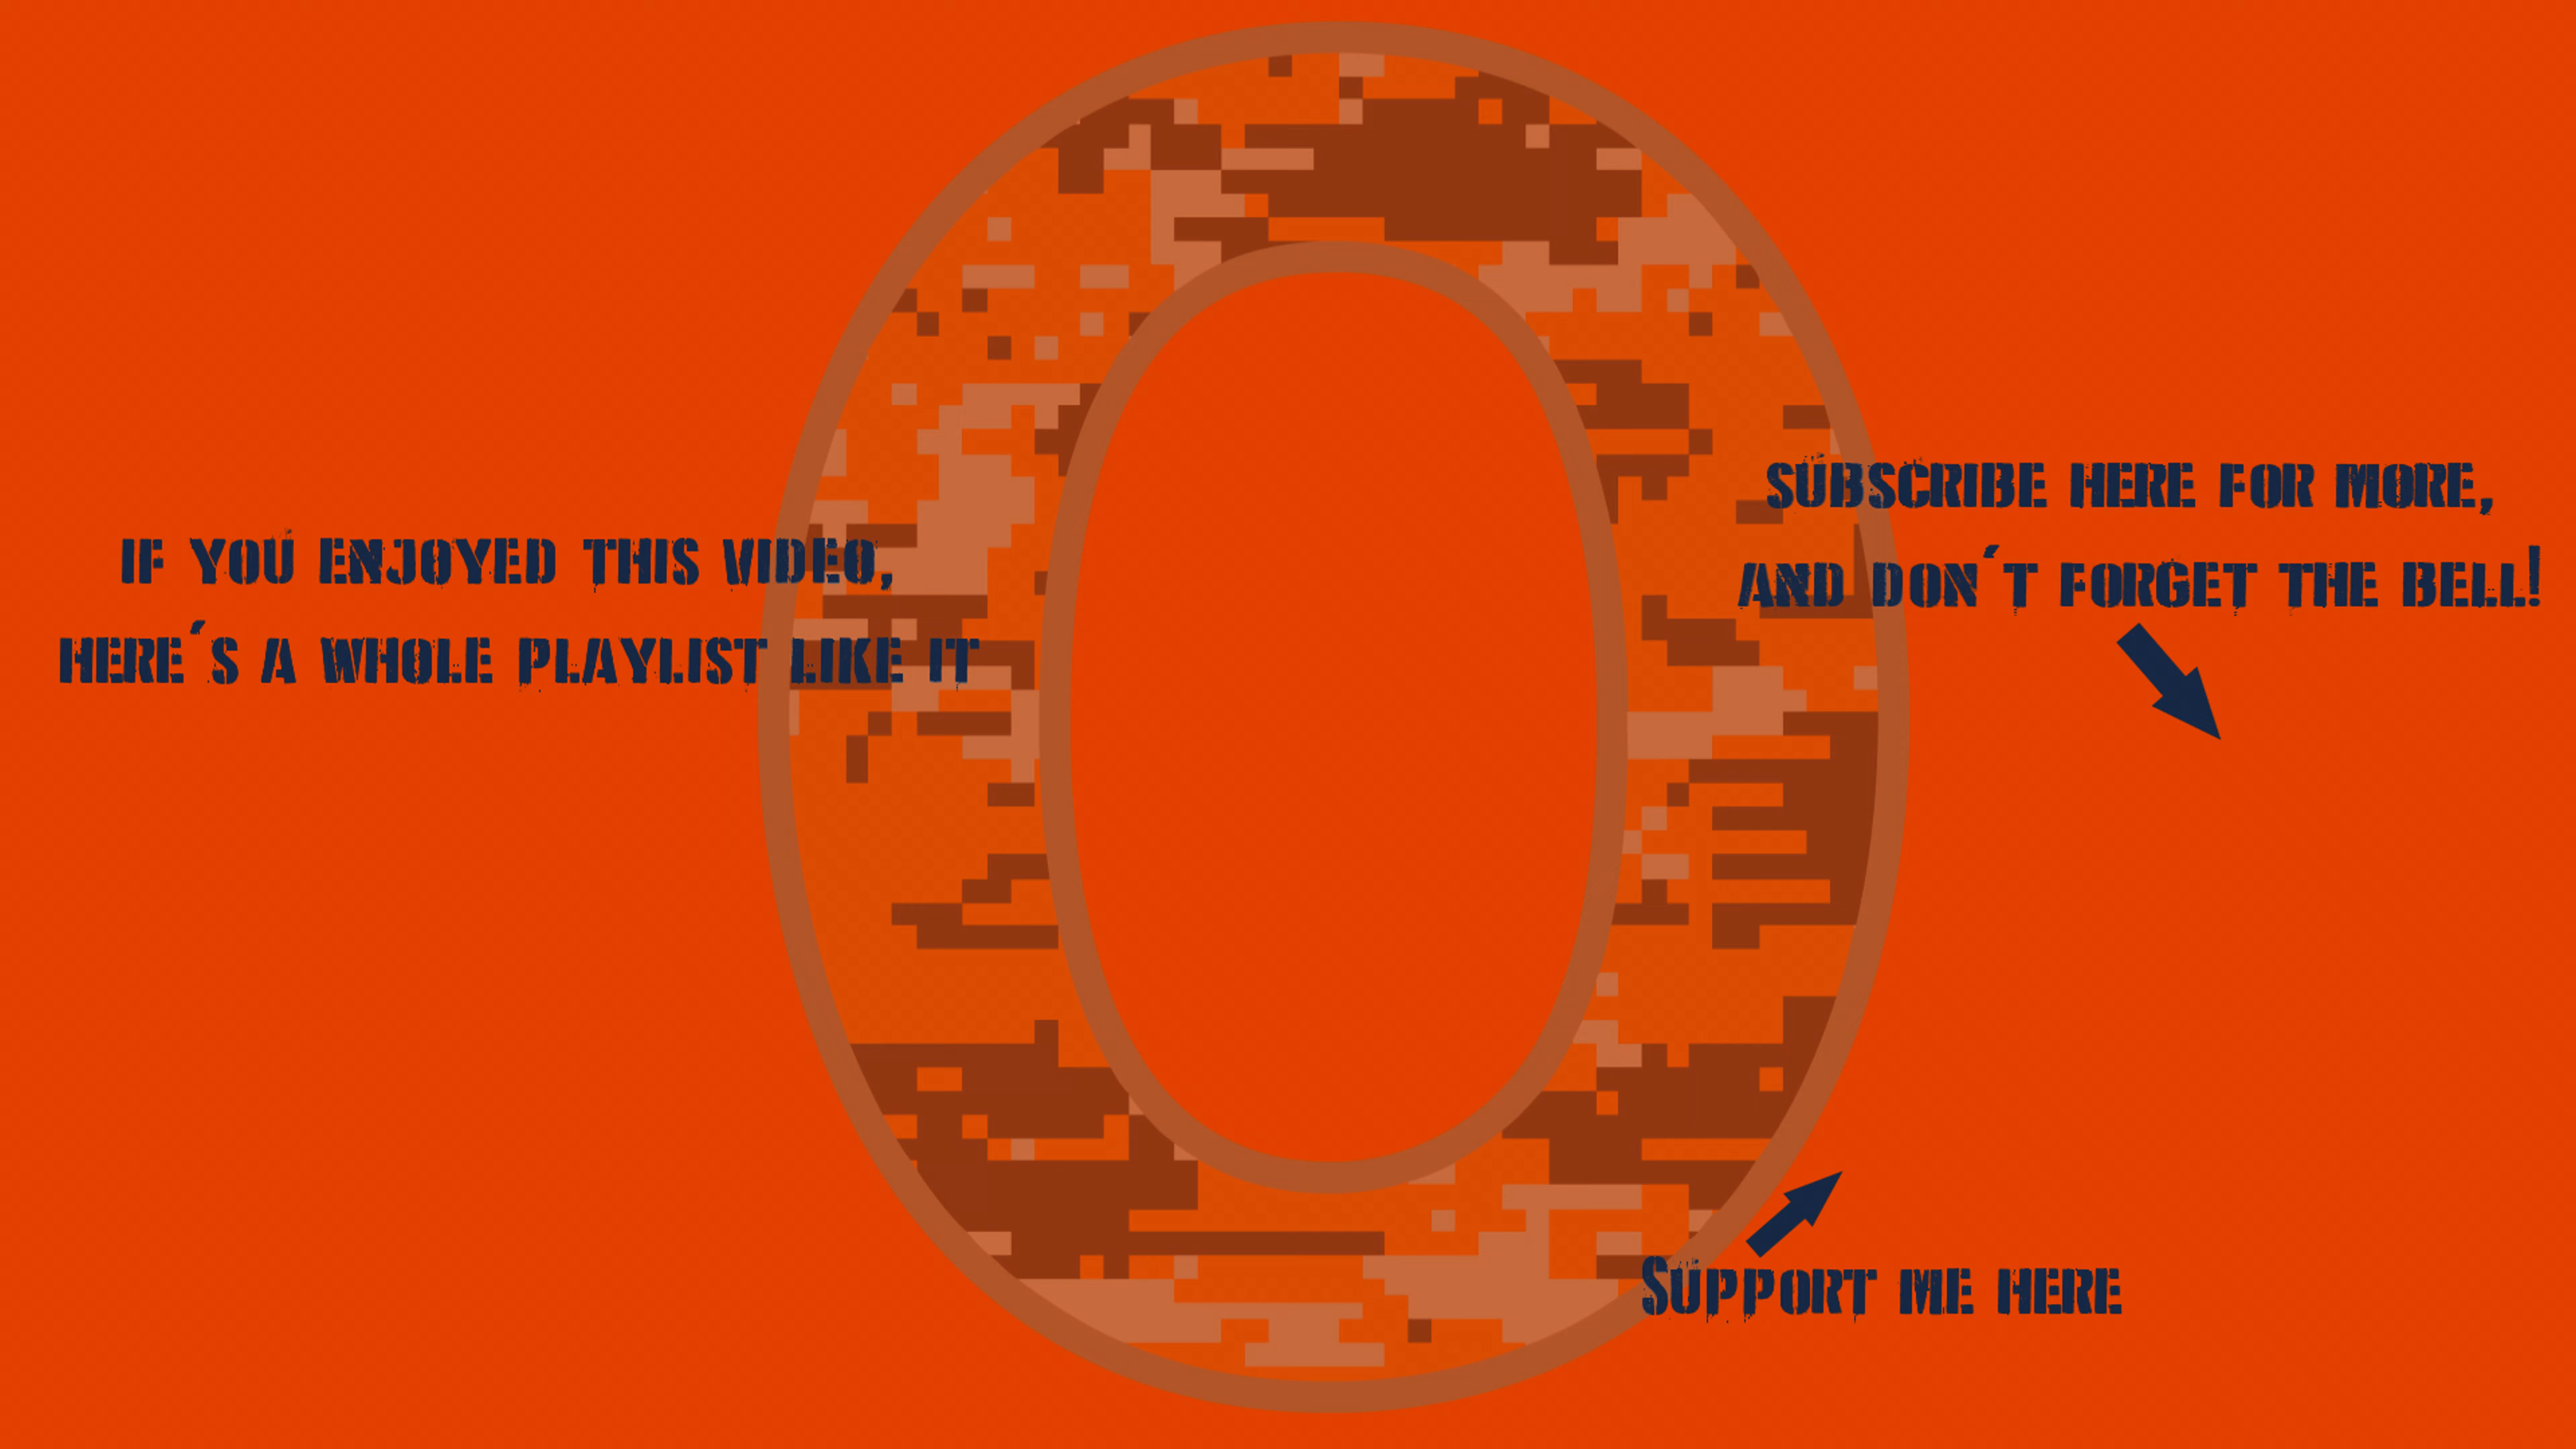 IF YOU ENJOYED THIS VIDEO,
HERE´S A WHOLE PLAYLIST LIKE IT
SUBSCRIBE HERE FOR MORE,
AND DON´T FORGET THE BELL!
SUPPORT ME HERE
O